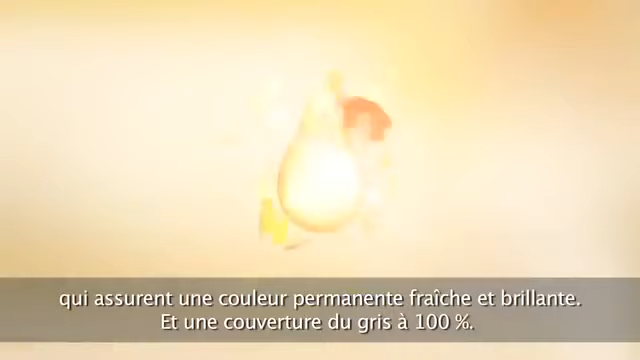 qui assurent une couleur permanente fraîche et brillante.
Et une couverture du gris à 100 %.